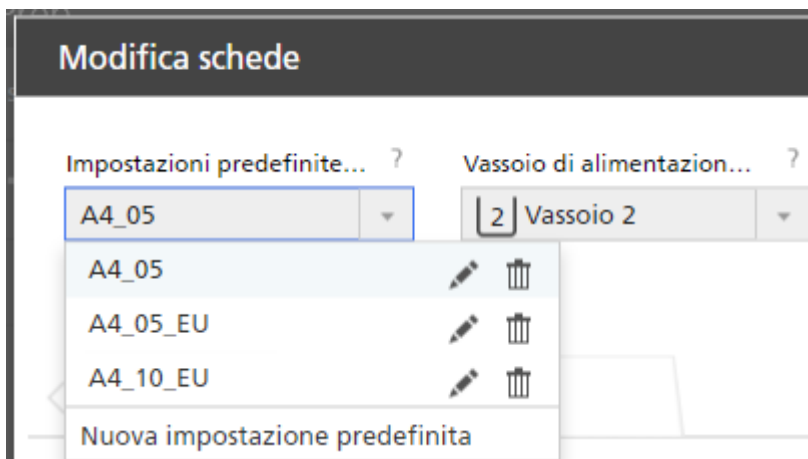 Modifica schede
Impostazioni predefinite... ?
Vassoio di alimentazion... ?
A4_05
2 Vassoio 2
A4_05
A4_05_EU
A4_10_EU
Nuova impostazione predefinita